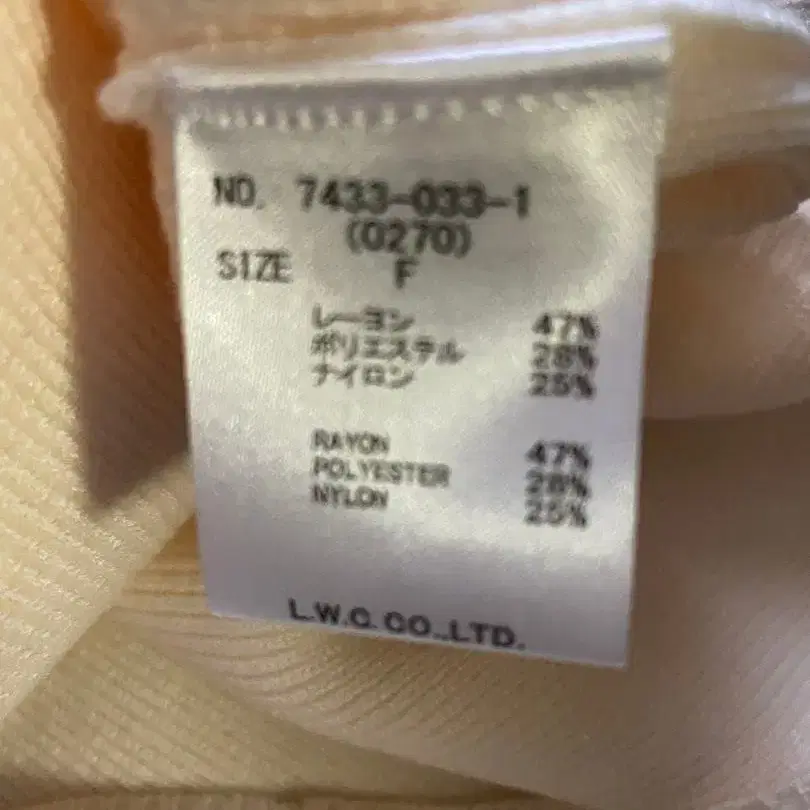 NO. 7433-033-1
(0270)
SIZE F
レーヨン 47%
ポリエステル 28%
ナイロン 25%
RAYON 47%
POLYESTER 28%
NYLON 25%
L.W.C. CO.,LTD.